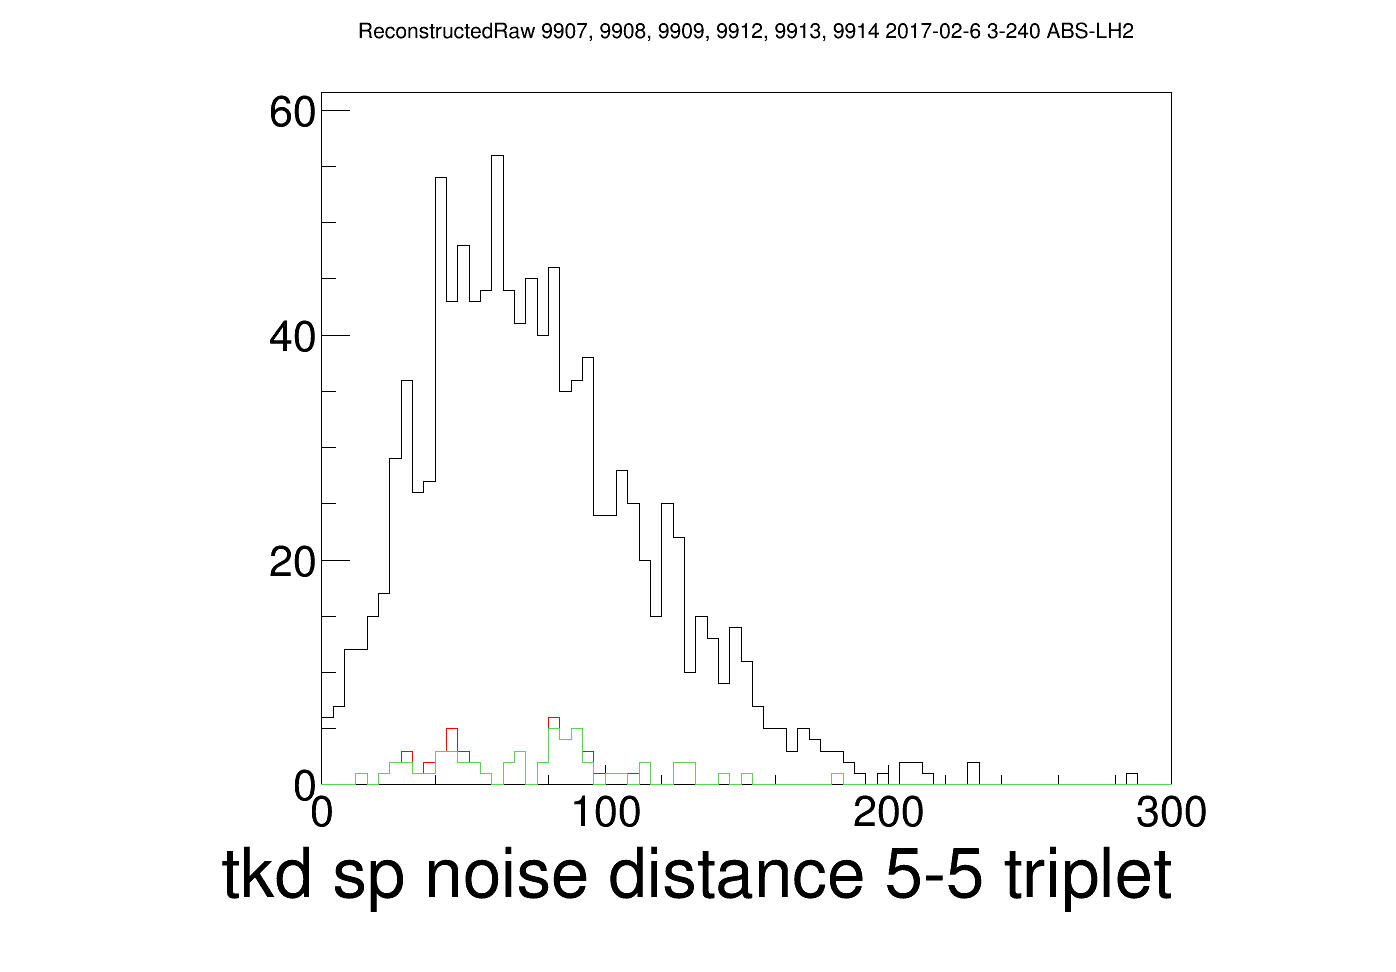 ReconstructedRaw 9907, 9908, 9909, 9912, 9913, 9914 2017-02-6 3-240 ABS-LH2
60
40
20
0
0 100 200 300
tkd sp noise distance 5-5 triplet